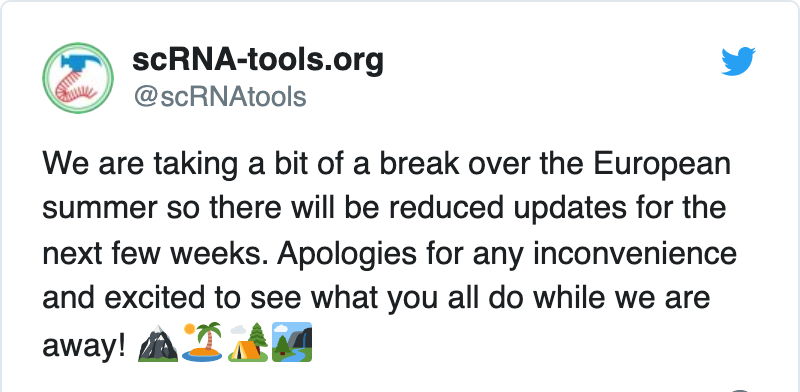 scRNA-tools.org
@scRNAtools
We are taking a bit of a break over the European
summer so there will be reduced updates for the
next few weeks. Apologies for any inconvenience
and excited to see what you all do while we are
away! ⛰️🏝️🏕️🏞️